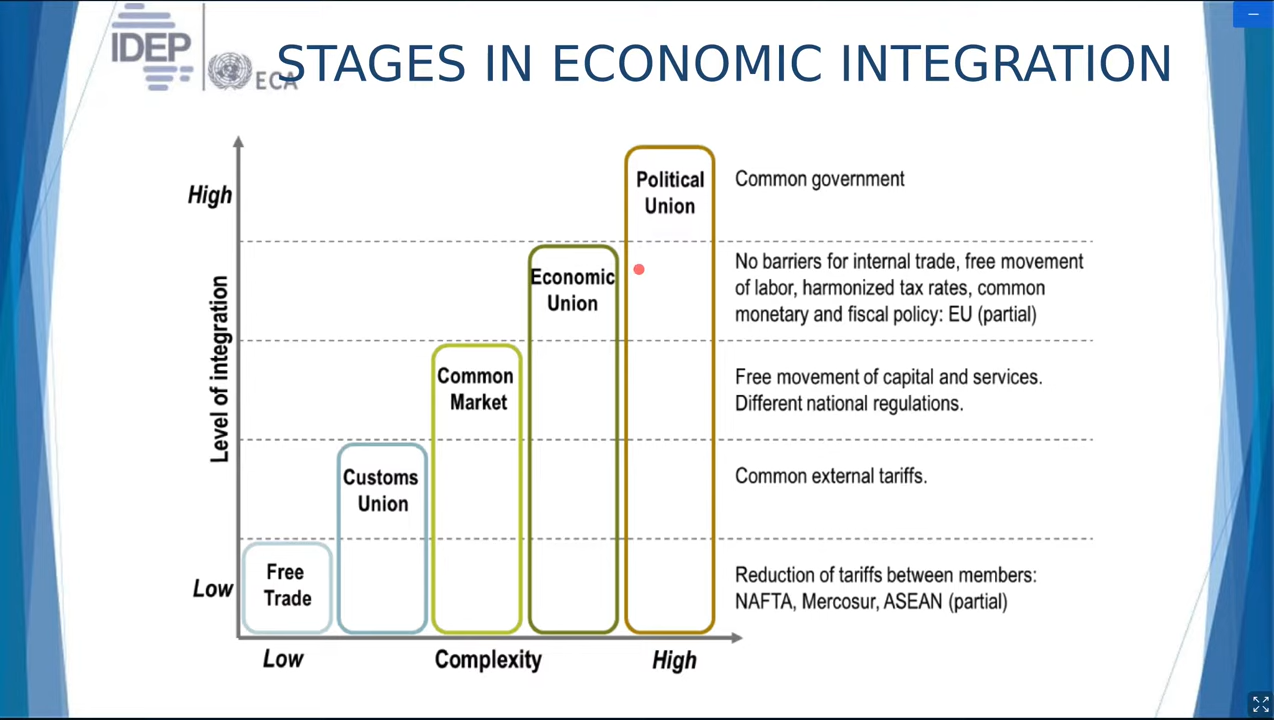 IDEP
ECA
STAGES IN ECONOMIC INTEGRATION
High
Political
Union
Common government
Economic
Union
No barriers for internal trade, free movement
of labor, harmonized tax rates, common
monetary and fiscal policy: EU (partial)
Level of integration
Common
Market
Free movement of capital and services.
Different national regulations.
Customs
Union
Common external tariffs.
Low
Free
Trade
Reduction of tariffs between members:
NAFTA, Mercosur, ASEAN (partial)
Low
Complexity
High